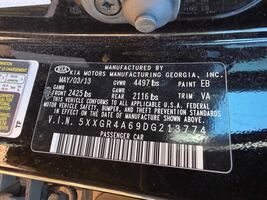 MANUFACTURED BY
KIA KIA MOTORS MANUFACTURING GEORGIA, INC.
MAY/03/13 GVWR 4497 lbs PAINT EB
GAWR FRONT 2425 lbs GAWR REAR 2116 lbs
THIS VEHICLE CONFORMS TO ALL APPLICABLE U.S.A. FEDERAL
MOTOR VEHICLE SAFETY, BUMPER, AND THEFT PREVENTION
STANDARDS IN EFFECT ON THE DATE OF MANUFACTURE SHOWN ABOVE.
V.I.N. 5XXGR4A69DG213774
PASSENGER CAR